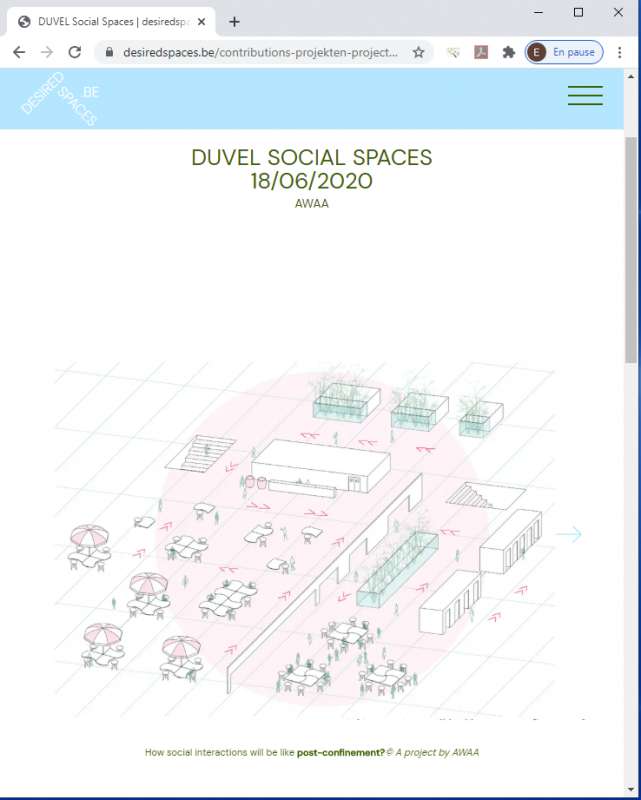 DUVEL Social Spaces | desiredspa
desiredspaces.be/contributions-projekten-project...
E
En pause
DESIRED
SPACES
.BE
DUVEL SOCIAL SPACES
18/06/2020
AWAA
How social interactions will be like post-confinement?© A project by AWAA